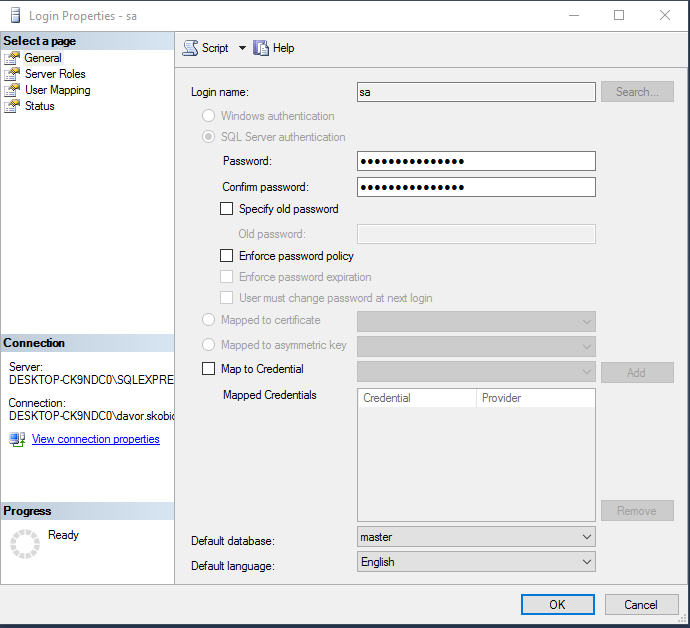 Login Properties - sa
Select a page
General
Server Roles
User Mapping
Status
Connection
Server:
DESKTOP-CK9NDC0\SQLEXPRE
Connection:
DESKTOP-CK9NDC0\davor.skobic
View connection properties
Progress
Ready
Script Help
Login name: sa Search...
Windows authentication
SQL Server authentication
Password: ●●●●●●●●●●●●●●●
Confirm password: ●●●●●●●●●●●●●●●
Specify old password
Old password:
Enforce password policy
Enforce password expiration
User must change password at next login
Mapped to certificate
Mapped to asymmetric key
Map to Credential Add
Mapped Credentials Credential Provider
Remove
Default database: master
Default language: English
OK Cancel